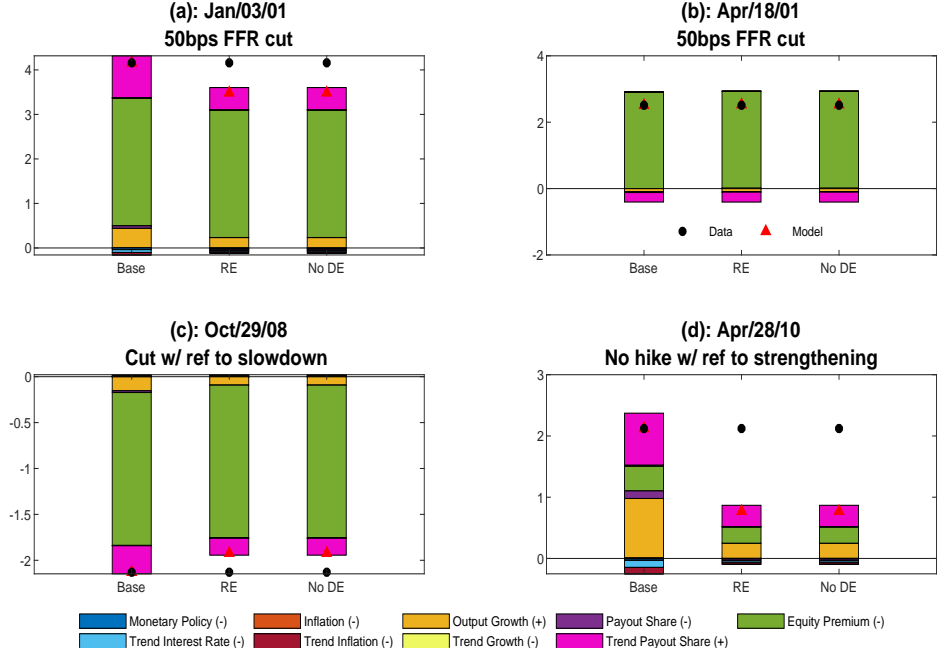 (a): Jan/03/01
50bps FFR cut
4
3
2
1
0
Base
RE
No DE
(b): Apr/18/01
50bps FFR cut
4
2
0
-2
Data
Model
Base
RE
No DE
(c): Oct/29/08
Cut w/ ref to slowdown
0
-0.5
-1
-1.5
-2
Base
RE
No DE
(d): Apr/28/10
No hike w/ ref to strengthening
3
2
1
0
Base
RE
No DE
Monetary Policy (-)
Inflation (-)
Output Growth (+)
Payout Share (-)
Equity Premium (-)
Trend Interest Rate (-)
Trend Inflation (-)
Trend Growth (-)
Trend Payout Share (+)